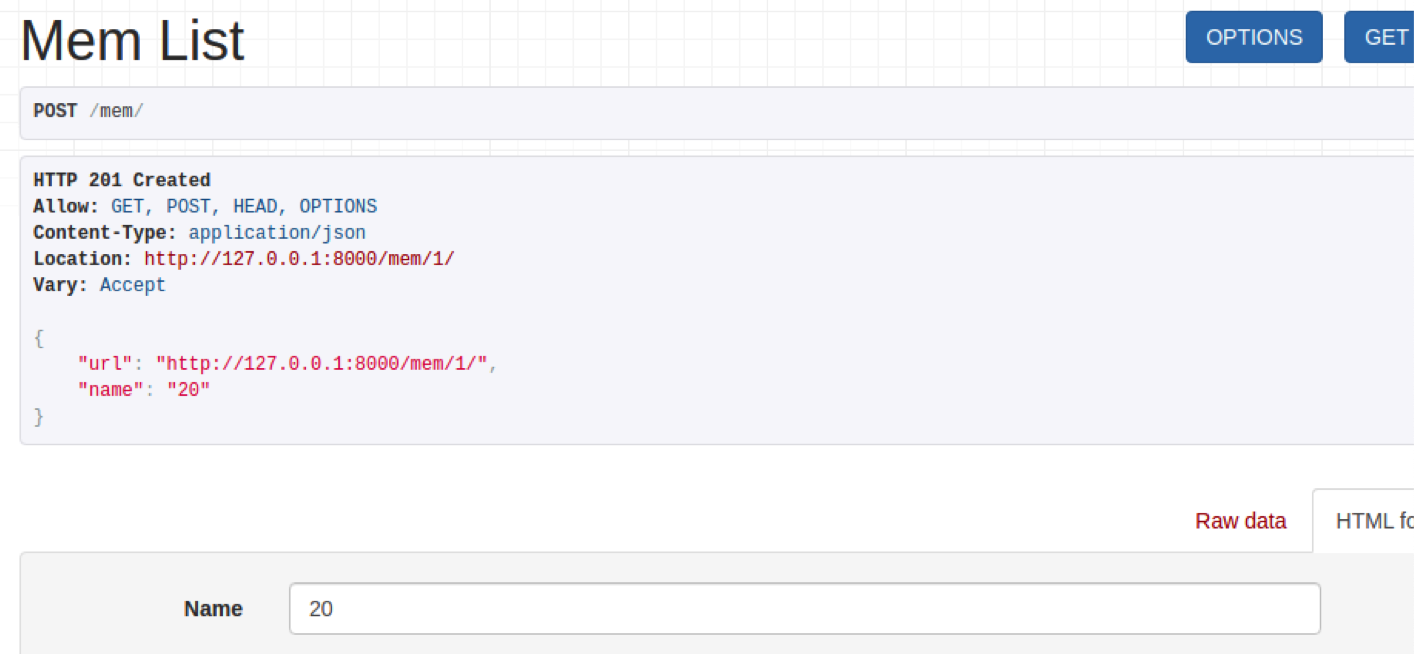 Mem List
OPTIONS
GET
POST /mem/
HTTP 201 Created
Allow: GET, POST, HEAD, OPTIONS
Content-Type: application/json
Location: http://127.0.0.1:8000/mem/1/
Vary: Accept
{
    "url": "http://127.0.0.1:8000/mem/1/",
    "name": "20"
}
Raw data
HTML fo
Name
20